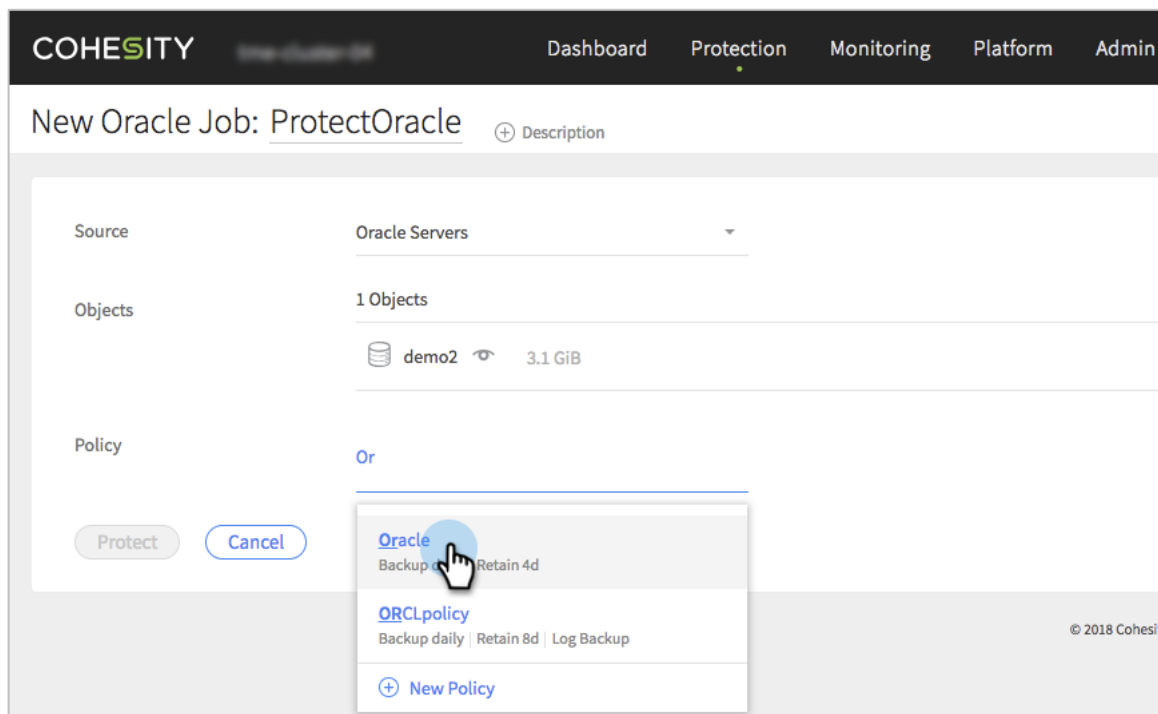 COHESITY Dashboard Protection Monitoring Platform Admin
New Oracle Job: ProtectOracle Description
Source Oracle Servers
Objects 1 Objects
demo2 3.1 GiB
Policy Or
Protect Cancel
Oracle
Backup Retain 4d
ORCLpolicy
Backup daily | Retain 8d | Log Backup
New Policy
© 2018